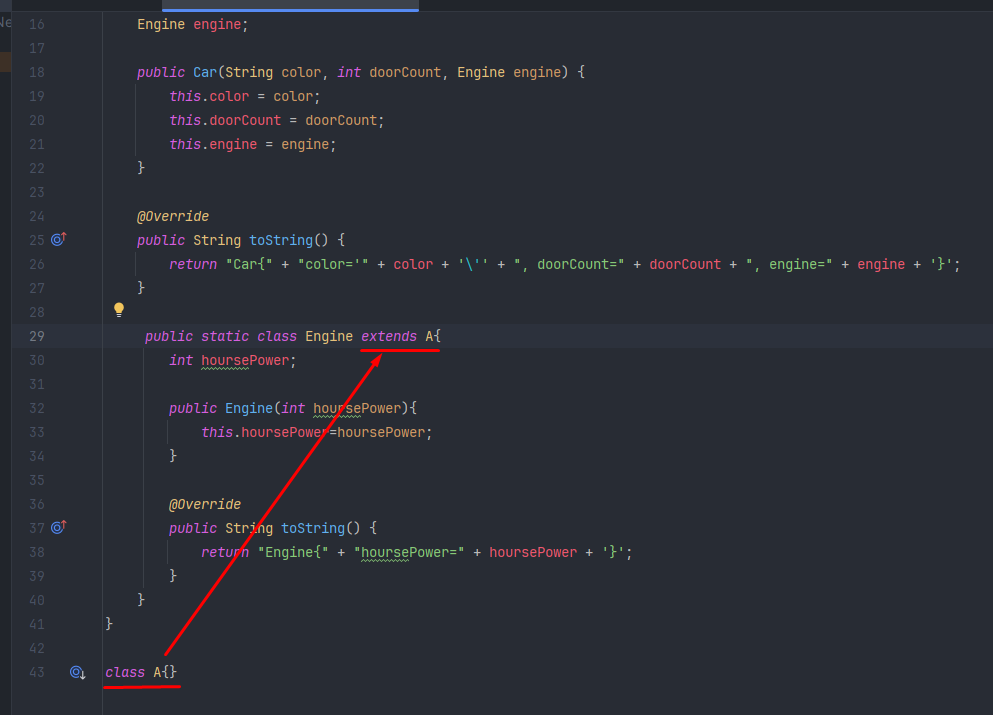 Ne
16 Engine engine;
17
18 public Car(String color, int doorCount, Engine engine) {
19 this.color = color;
20 this.doorCount = doorCount;
21 this.engine = engine;
22 }
23
24 @Override
25 public String toString() {
26 return "Car{" + "color='" + color + '\'' + ", doorCount=" + doorCount + ", engine=" + engine + '}';
27 }
28
29 public static class Engine extends A{
30 int hoursePower;
31
32 public Engine(int hoursePower){
33 this.hoursePower=hoursePower;
34 }
35
36 @Override
37 public String toString() {
38 return "Engine{" + "hoursePower=" + hoursePower + '}';
39 }
40 }
41 }
42
43 class A{}